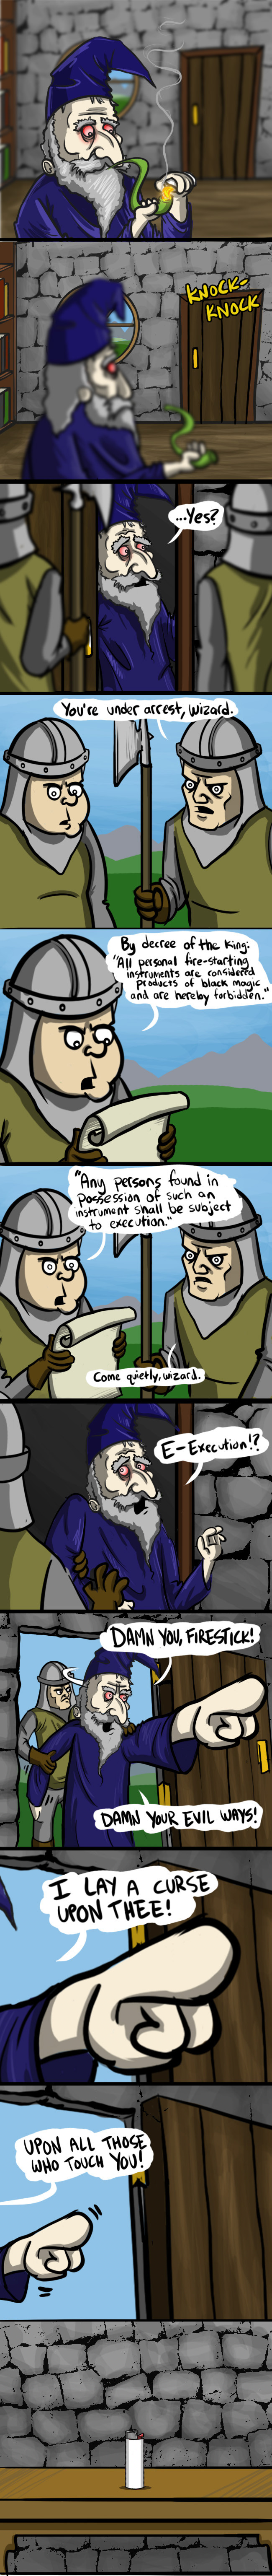 KNOCK-
KNOCK
...Yes?
You're under arrest, wizard.
By decree of the King:
"All personal fire-starting
instruments are considered
products of black magic
and are hereby forbidden."
"Any persons found in
possession of such an
instrument shall be subject
to execution."
Come quietly, wizard.
E-Execution!?
DAMN YOU, FIRESTICK!
DAMN YOUR EVIL WAYS!
I LAY A CURSE
UPON THEE!
UPON ALL THOSE
WHO TOUCH YOU!